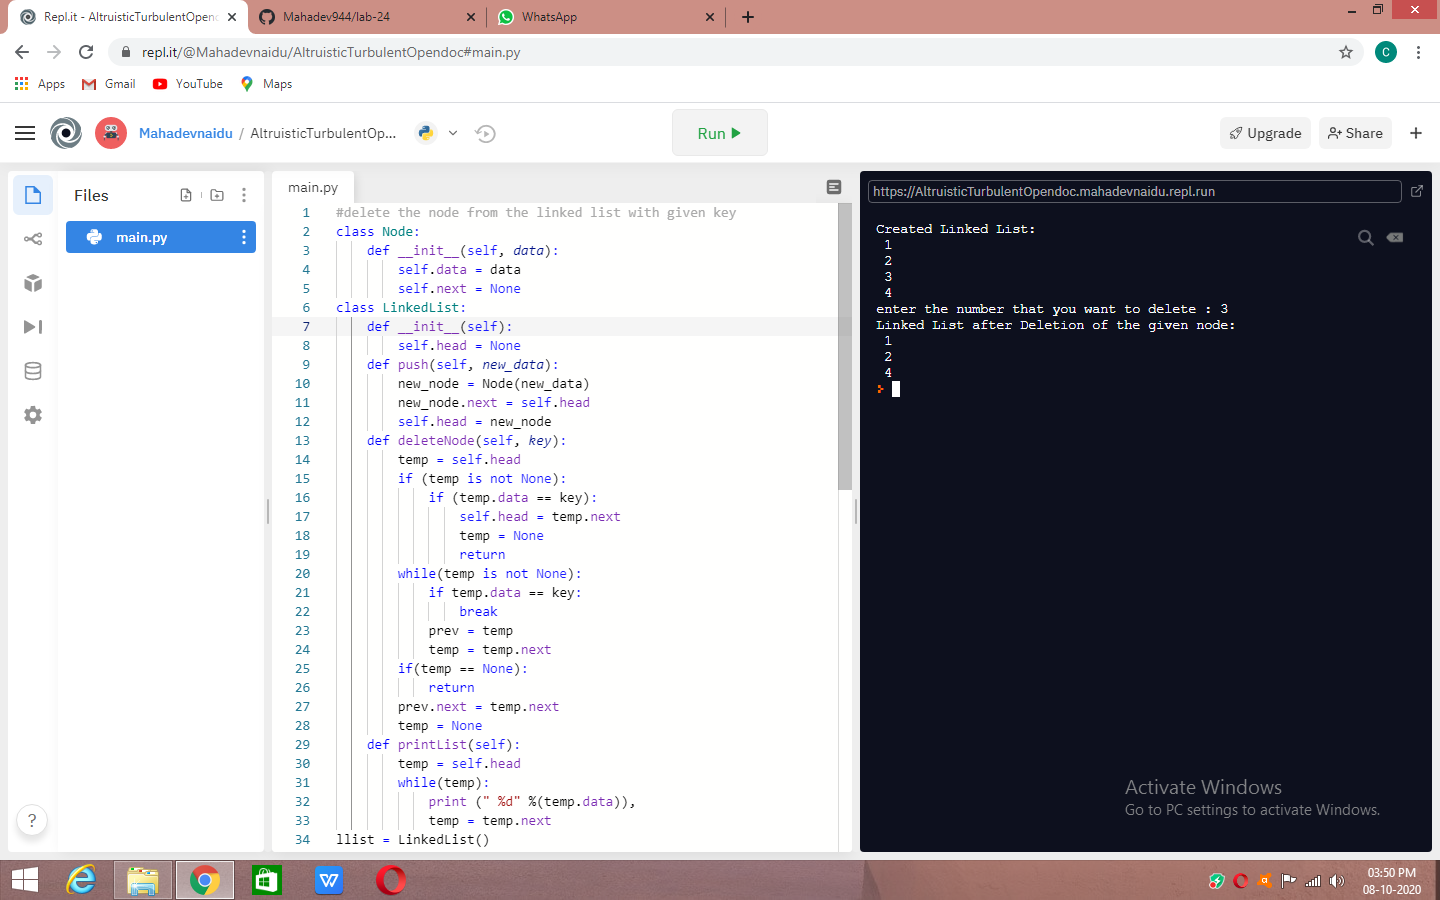 Repl.it - AltruisticTurbulentOpend
Mahadev944/lab-24
WhatsApp
repl.it/@Mahadevnaidu/AltruisticTurbulentOpendoc#main.py
C
Apps
Gmail
YouTube
Maps
Mahadevnaidu / AltruisticTurbulentOp...
Run
Upgrade
Share
Files
main.py
main.py
1 #delete the node from the linked list with given key
2 class Node:
3 def __init__(self, data):
4 self.data = data
5 self.next = None
6 class LinkedList:
7 def __init__(self):
8 self.head = None
9 def push(self, new_data):
10 new_node = Node(new_data)
11 new_node.next = self.head
12 self.head = new_node
13 def deleteNode(self, key):
14 temp = self.head
15 if (temp is not None):
16 if (temp.data == key):
17 self.head = temp.next
18 temp = None
19 return
20 while(temp is not None):
21 if temp.data == key:
22 break
23 prev = temp
24 temp = temp.next
25 if(temp == None):
26 return
27 prev.next = temp.next
28 temp = None
29 def printList(self):
30 temp = self.head
31 while(temp):
32 print (" %d" %(temp.data)),
33 temp = temp.next
34 llist = LinkedList()
https://AltruisticTurbulentOpendoc.mahadevnaidu.repl.run
Created Linked List:
1
2
3
4
enter the number that you want to delete : 3
Linked List after Deletion of the given node:
1
2
4
Activate Windows
Go to PC settings to activate Windows.
?
W
03:50 PM
08-10-2020